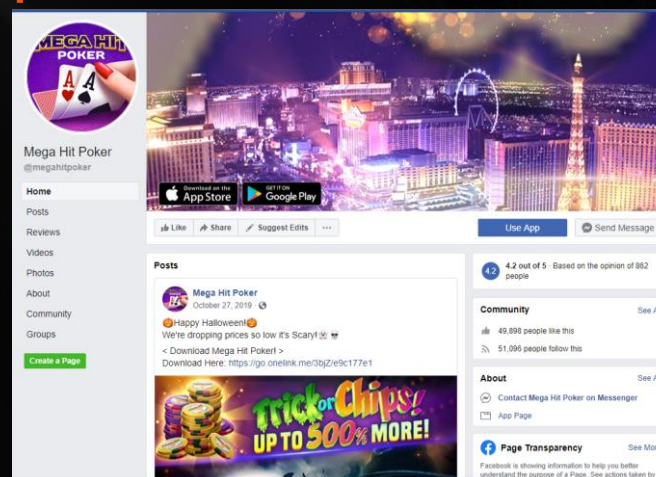 MEGA HIT
POKER
Mega Hit Poker
@megahitpoker
Home
Posts
Reviews
Videos
Photos
About
Community
Groups
Create a Page
Download on the
App Store
GET IT ON
Google Play
Like
Share
Suggest Edits
Use App
Send Message
Posts
Mega Hit Poker
October 27, 2019
🎃Happy Halloween!🎃
We're dropping prices so low it's Scary!
< Download Mega Hit Poker! >
Download Here: https://go.onelink.me/3bjZ/e9c177e1
Trick or Chips!
UP TO 500% MORE!
4.2
4.2 out of 5 · Based on the opinion of 862
people
Community
See A
49,898 people like this
51,096 people follow this
About
See A
Contact Mega Hit Poker on Messenger
App Page
Page Transparency
See More
Facebook is showing information to help you better
understand the purpose of a Page. See actions taken by